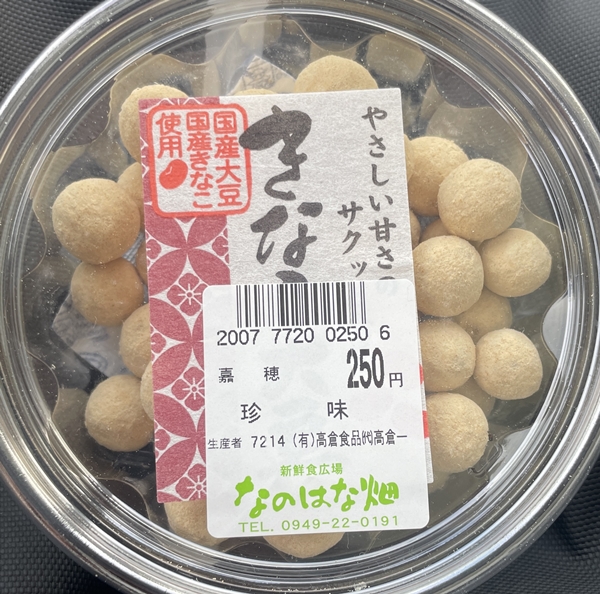 国産大豆
国産きなこ
使用
きなこ
やさしい甘さの
サクッ
2007 7720 0250 6
嘉穂 250円
珍味
生産者 7214 (有)高倉食品㈹高倉一
新鮮食広場
なのはな畑
TEL. 0949-22-0191